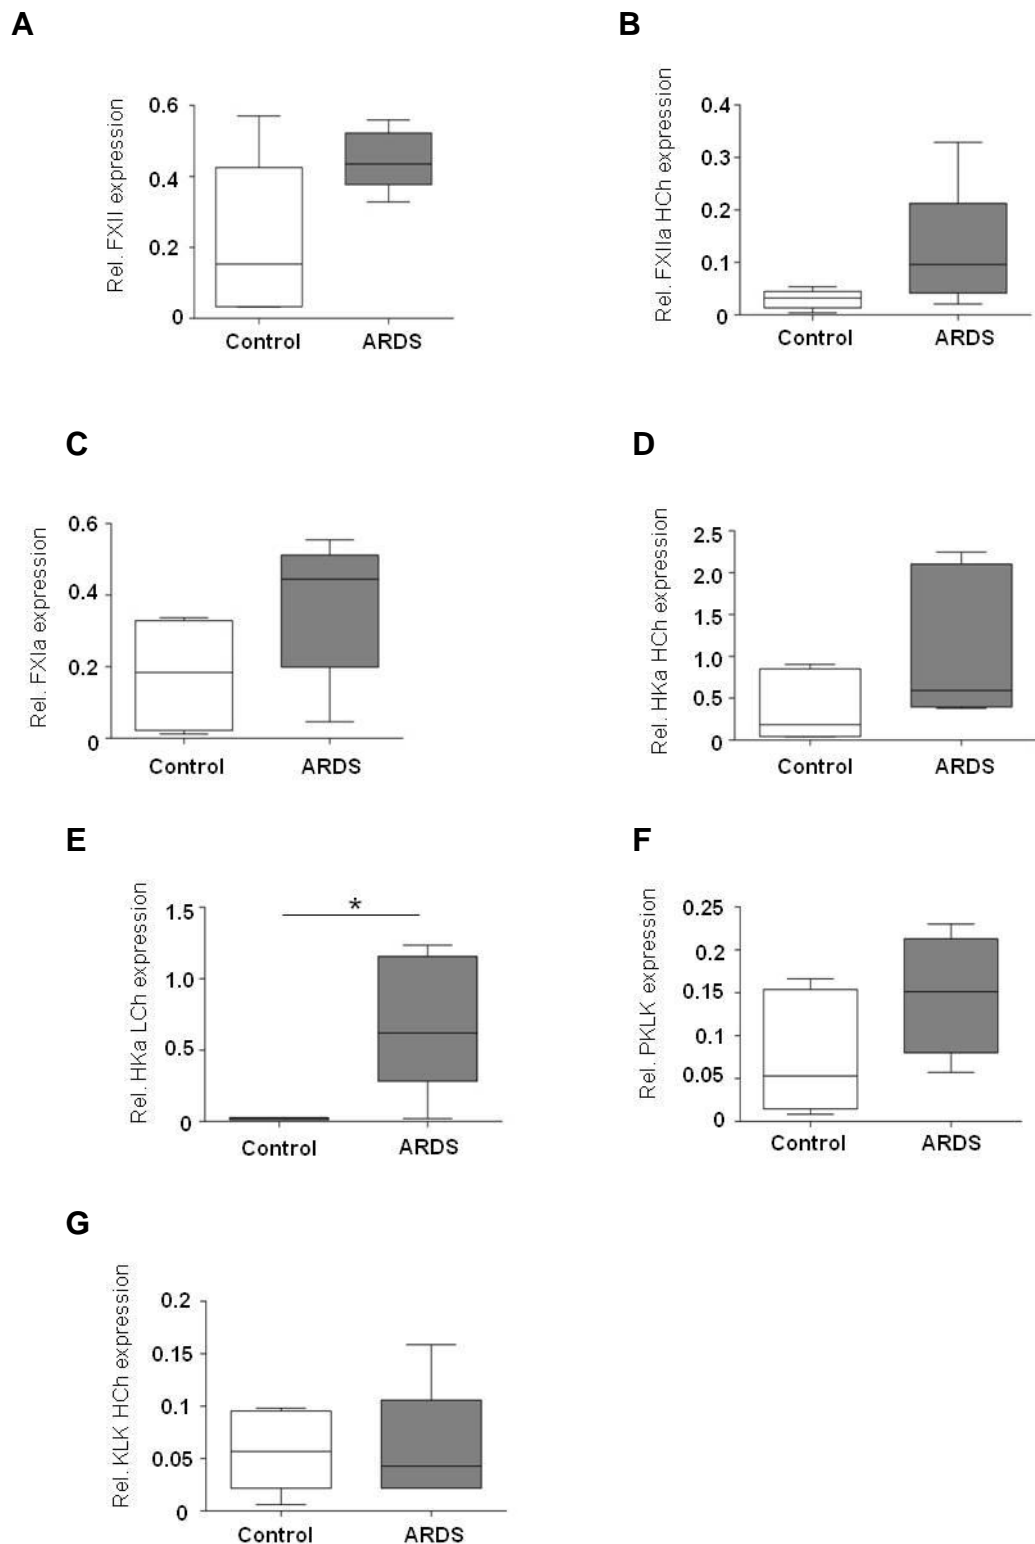 A
Rel. FXII expression
0.6
0.4
0.2
0
Control ARDS
B
Rel. FXIIa HCh expression
0.4
0.3
0.2
0.1
0
Control ARDS
C
Rel. FXIa expression
0.6
0.4
0.2
0
Control ARDS
D
Rel. HKa HCh expression
2.5
2.0
1.5
1.0
0.5
0
Control ARDS
E
Rel. HKa LCh expression
1.5
1.0
0.5
0
*
Control ARDS
F
Rel. PKLK expression
0.25
0.2
0.15
0.1
0.05
0
Control ARDS
G
Rel. KLK HCh expression
0.2
0.15
0.1
0.05
0
Control ARDS